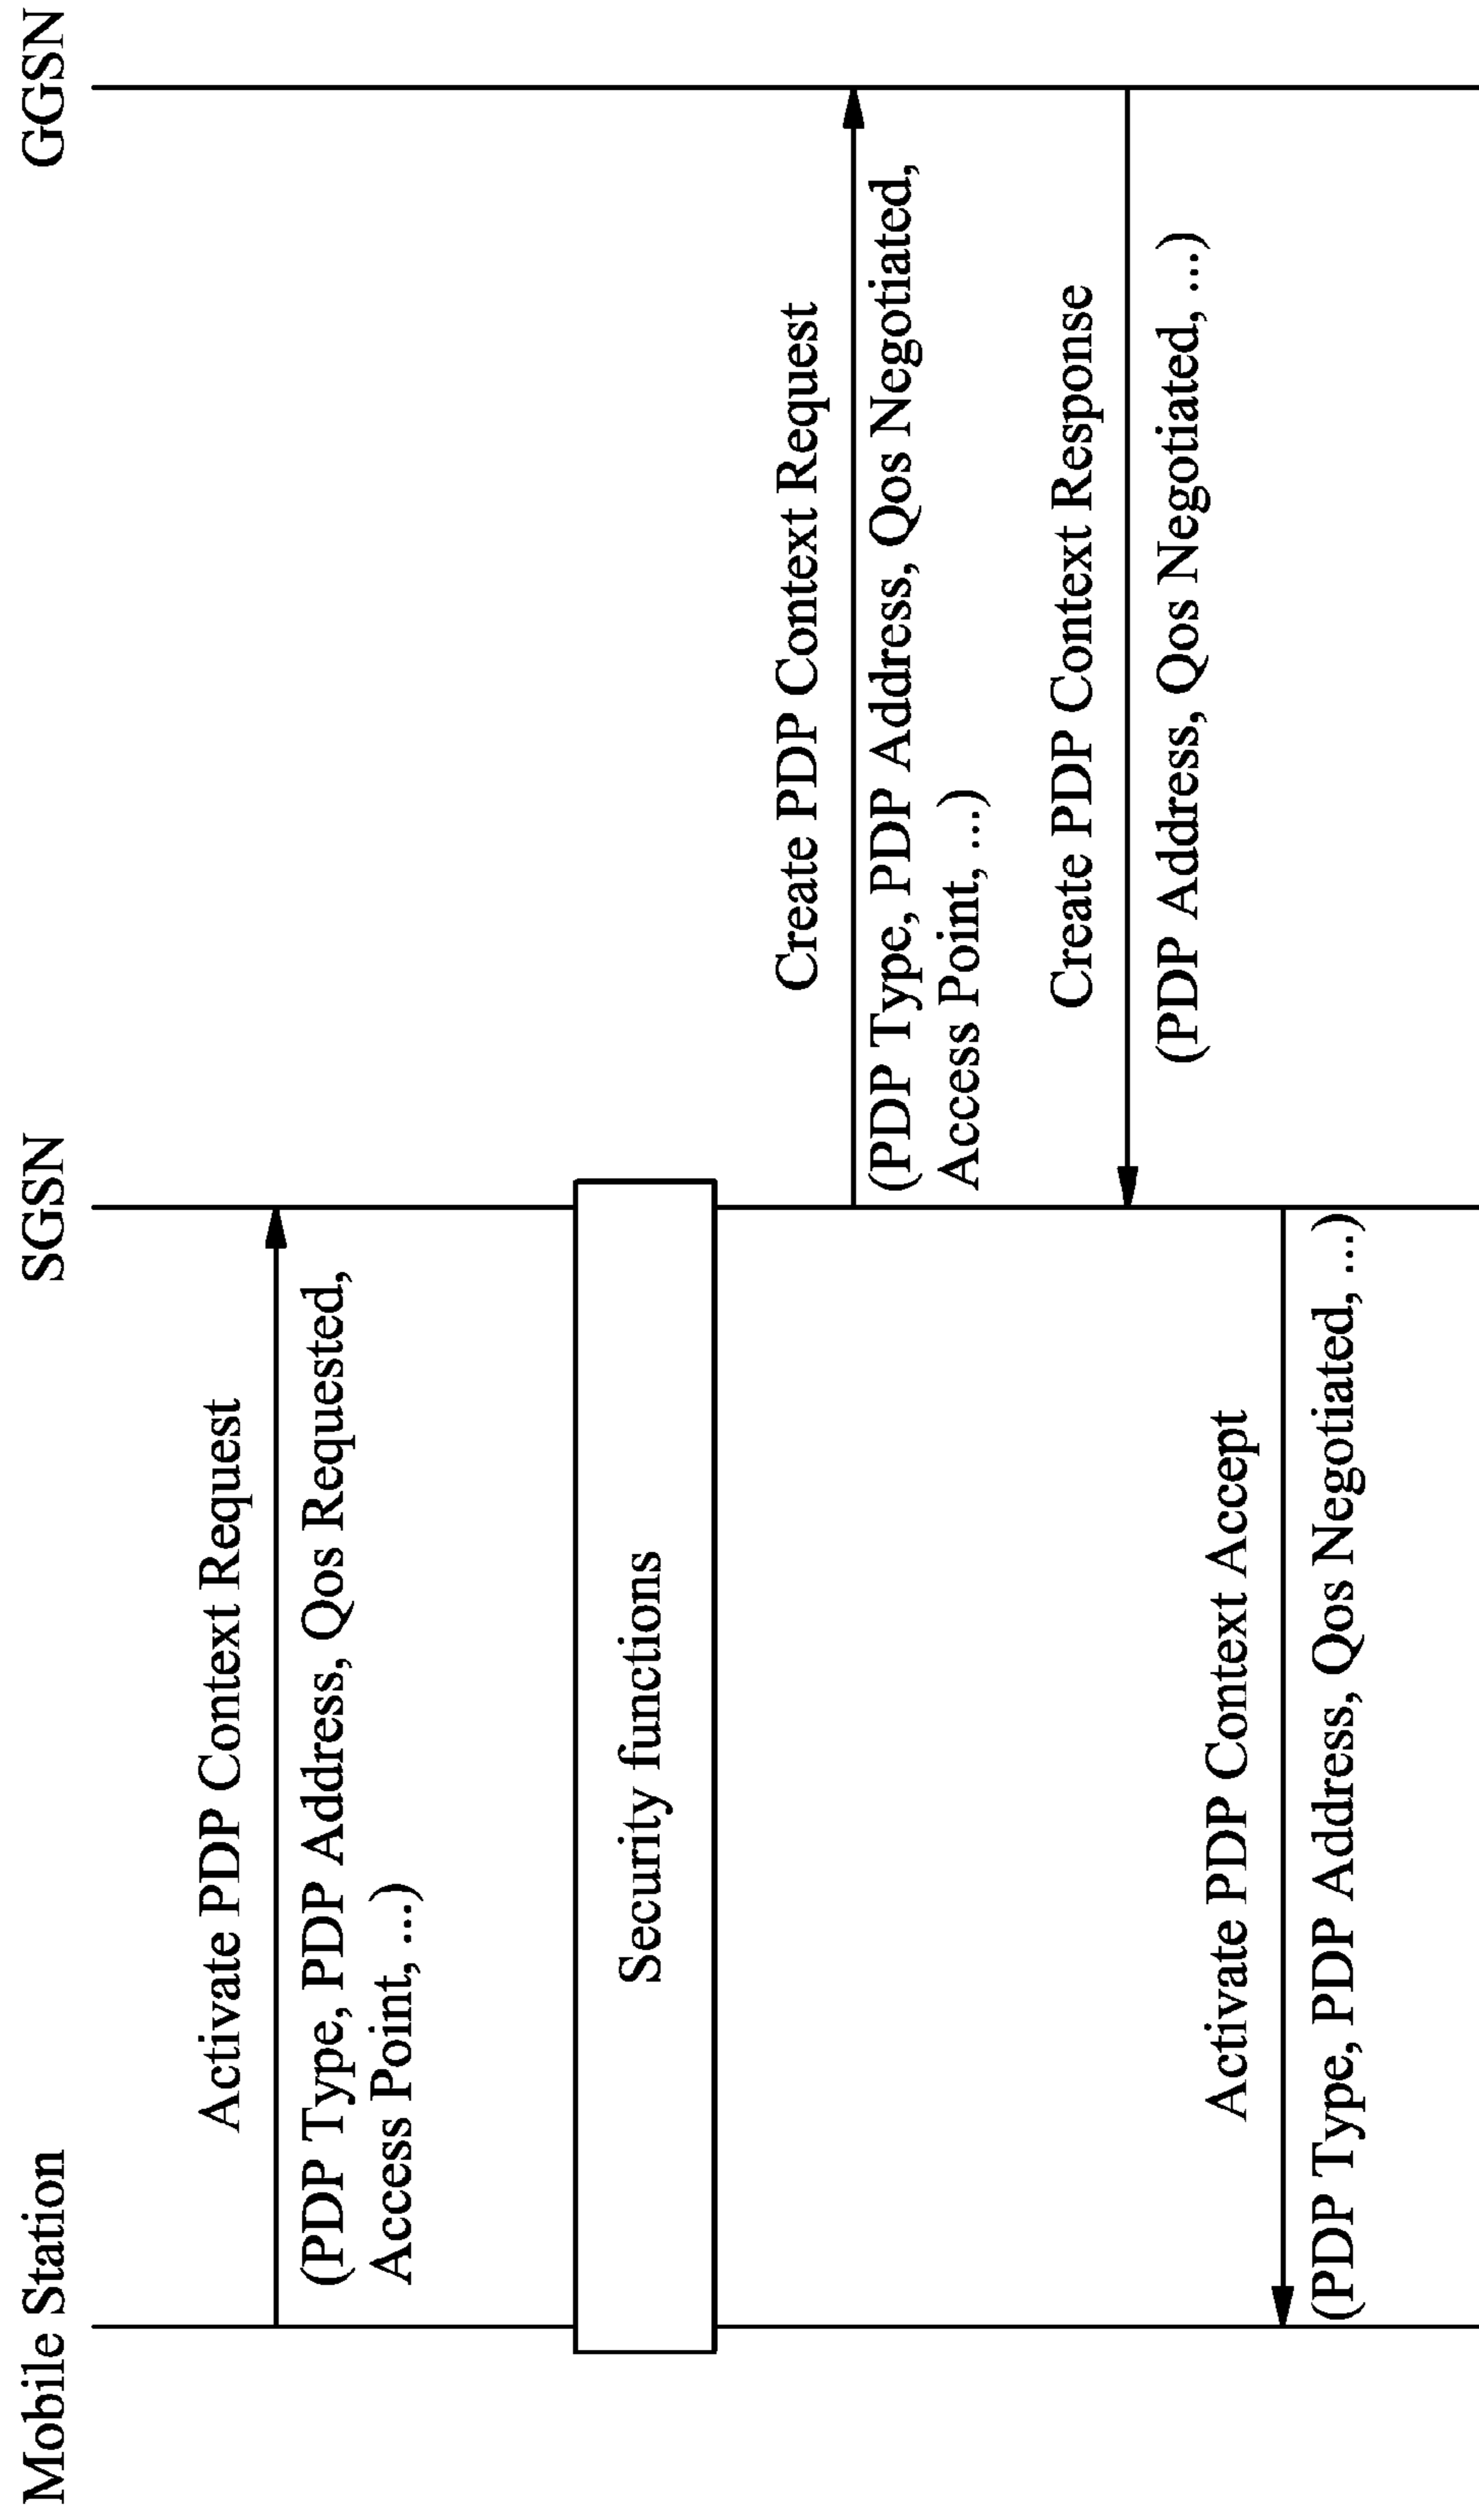 Mobile Station
SGSN
GGSN
Activate PDP Context Request
(PDP Type, PDP Address, Qos Requested,
Access Point, ...)
Security functions
Create PDP Context Request
(PDP Type, PDP Address, Qos Negotiated,
Access Point, ...)
Create PDP Context Response
(PDP Address, Qos Negotiated, ...)
Activate PDP Context Accept
(PDP Type, PDP Address, Qos Negotiated, ...)